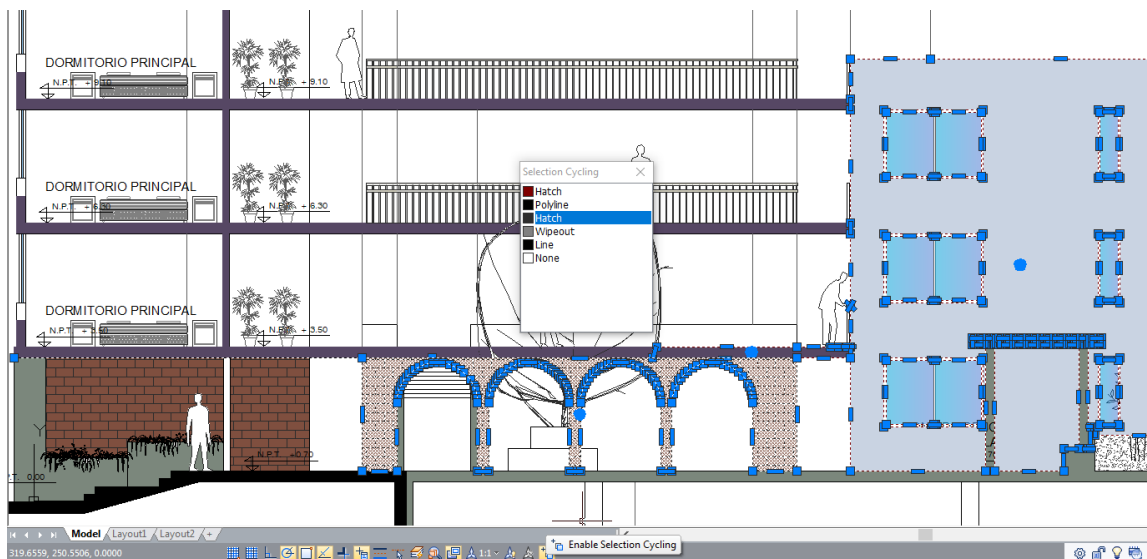 DORMITORIO PRINCIPAL
N.P.T. + 9.10
N.P.T. + 9.10
Selection Cycling
Hatch
Polyline
Hatch
Wipeout
Line
None
DORMITORIO PRINCIPAL
N.P.T. + 6.30
N.P.T. + 6.30
DORMITORIO PRINCIPAL
N.P.T. + 3.50
N.P.T. + 3.50
Y
N.P.T. -0.70
P.T. 0.00
Model
Layout1
Layout2
+
319.6559, 250.5506, 0.0000
1:1
Enable Selection Cycling